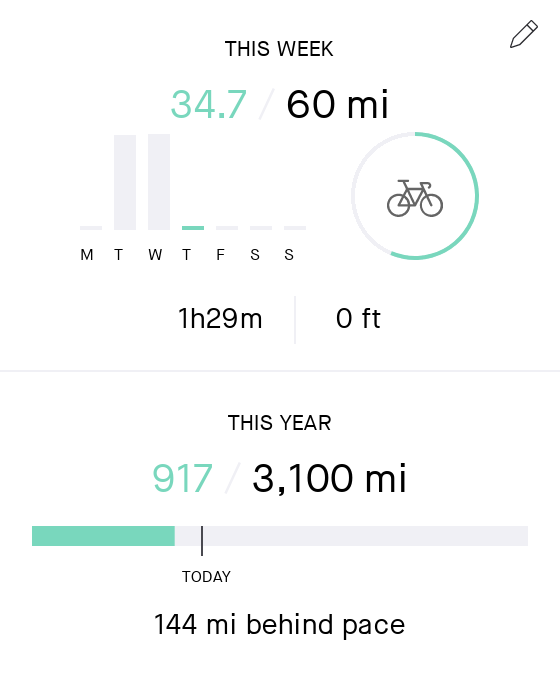 THIS WEEK
34.7 / 60 mi
M T W T F S S
1h29m 0 ft
THIS YEAR
917 / 3,100 mi
TODAY
144 mi behind pace